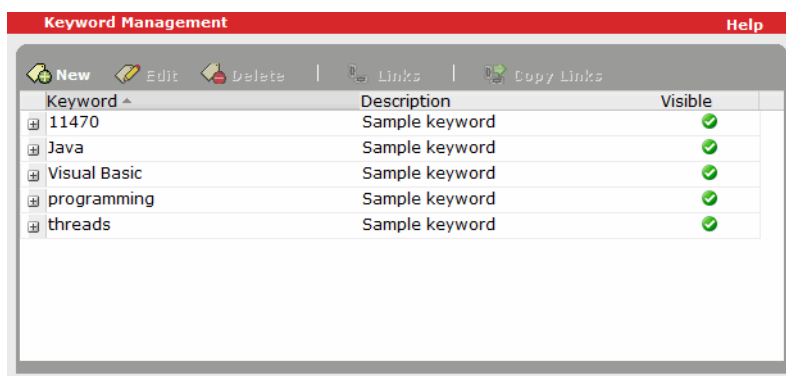 Keyword Management Help
New Edit Delete | Links | Copy Links
Keyword Description Visible
11470 Sample keyword
Java Sample keyword
Visual Basic Sample keyword
programming Sample keyword
threads Sample keyword